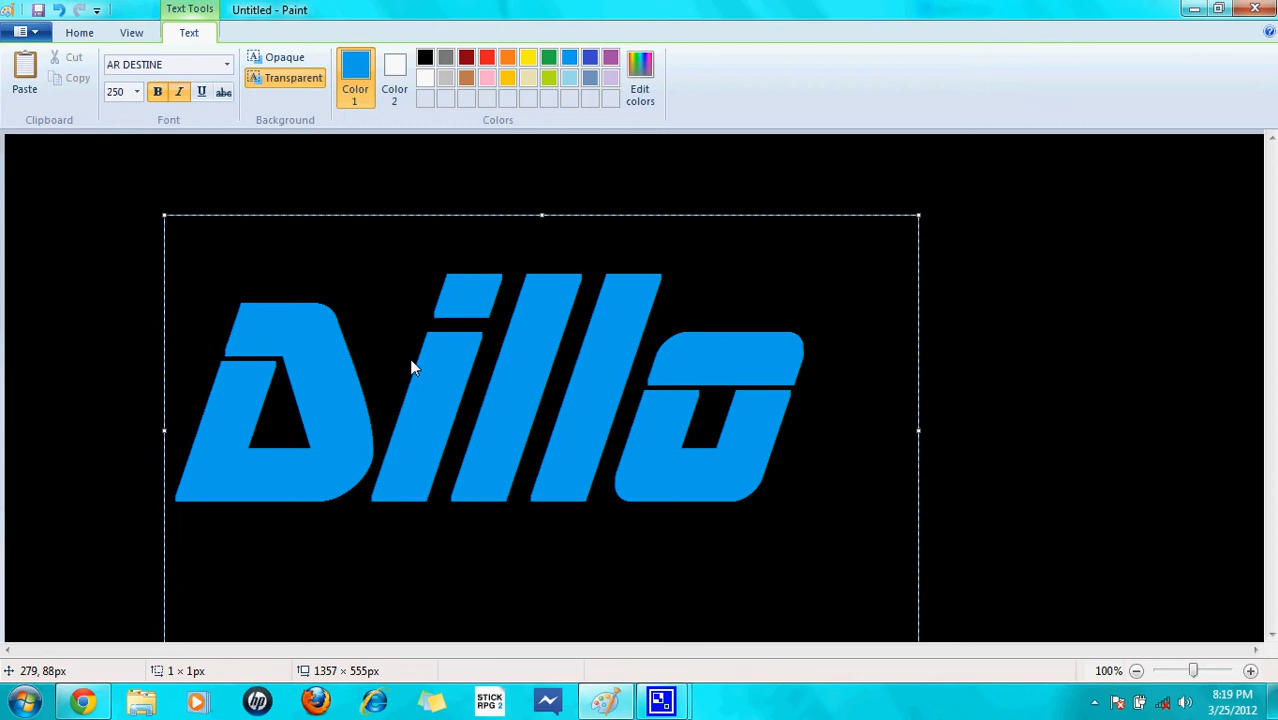 Text Tools
Untitled - Paint
Home View Text
Paste
Cut
Copy
Clipboard
AR DESTINE
250 B I U abc
Font
Opaque
Transparent
Background
Color 1
Color 2
Edit colors
Colors
Dillo
279, 88px
1 × 1px
1357 × 555px
100%
hp
STICK RPG 2
8:19 PM
3/25/2012